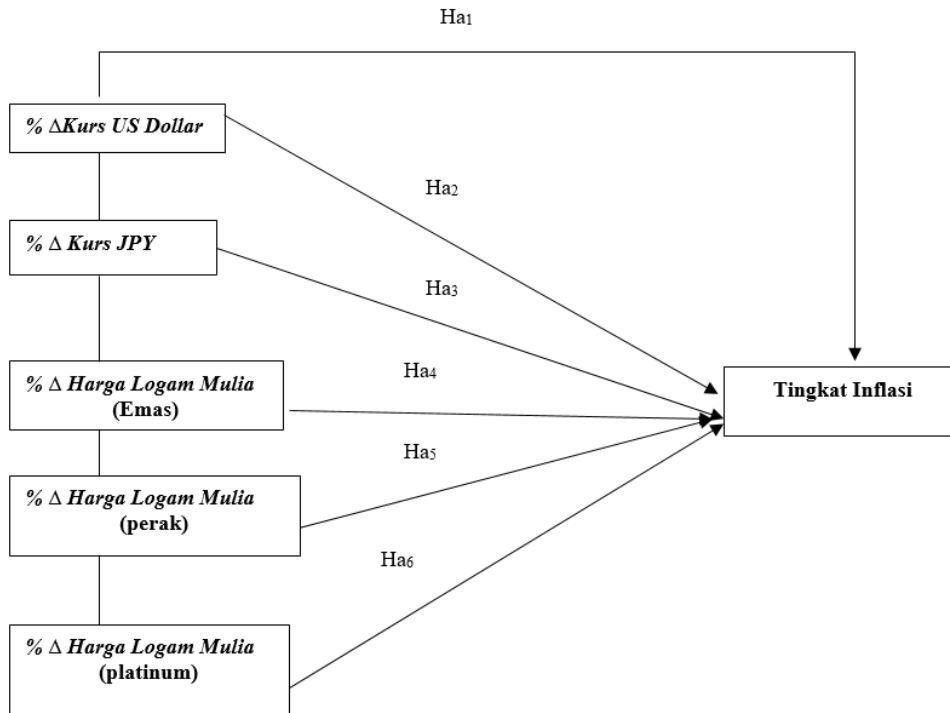 Ha1
% ΔKurs US Dollar
Ha2
% Δ Kurs JPY
Ha3
% Δ Harga Logam Mulia
(Emas)
Ha4
Tingkat Inflasi
Ha5
% Δ Harga Logam Mulia
(perak)
Ha6
% Δ Harga Logam Mulia
(platinum)